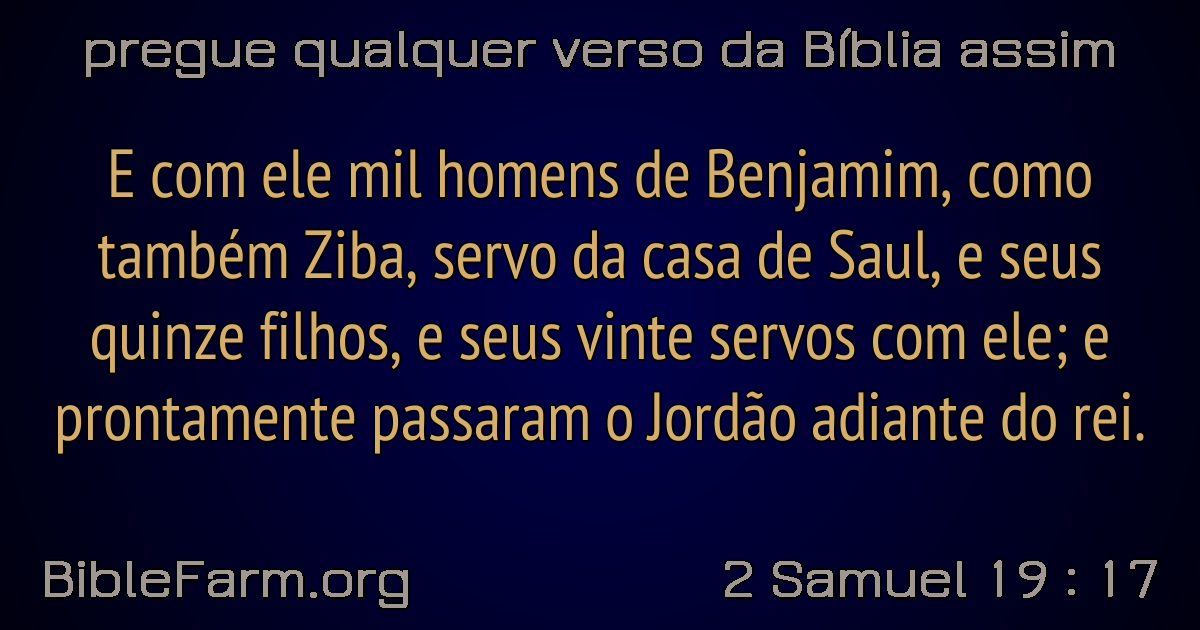 pregue qualquer verso da Bíblia assim
E com ele mil homens de Benjamim, como
também Ziba, servo da casa de Saul, e seus
quinze filhos, e seus vinte servos com ele; e
prontamente passaram o Jordão adiante do rei.
BibleFarm.org
2 Samuel 19 : 17